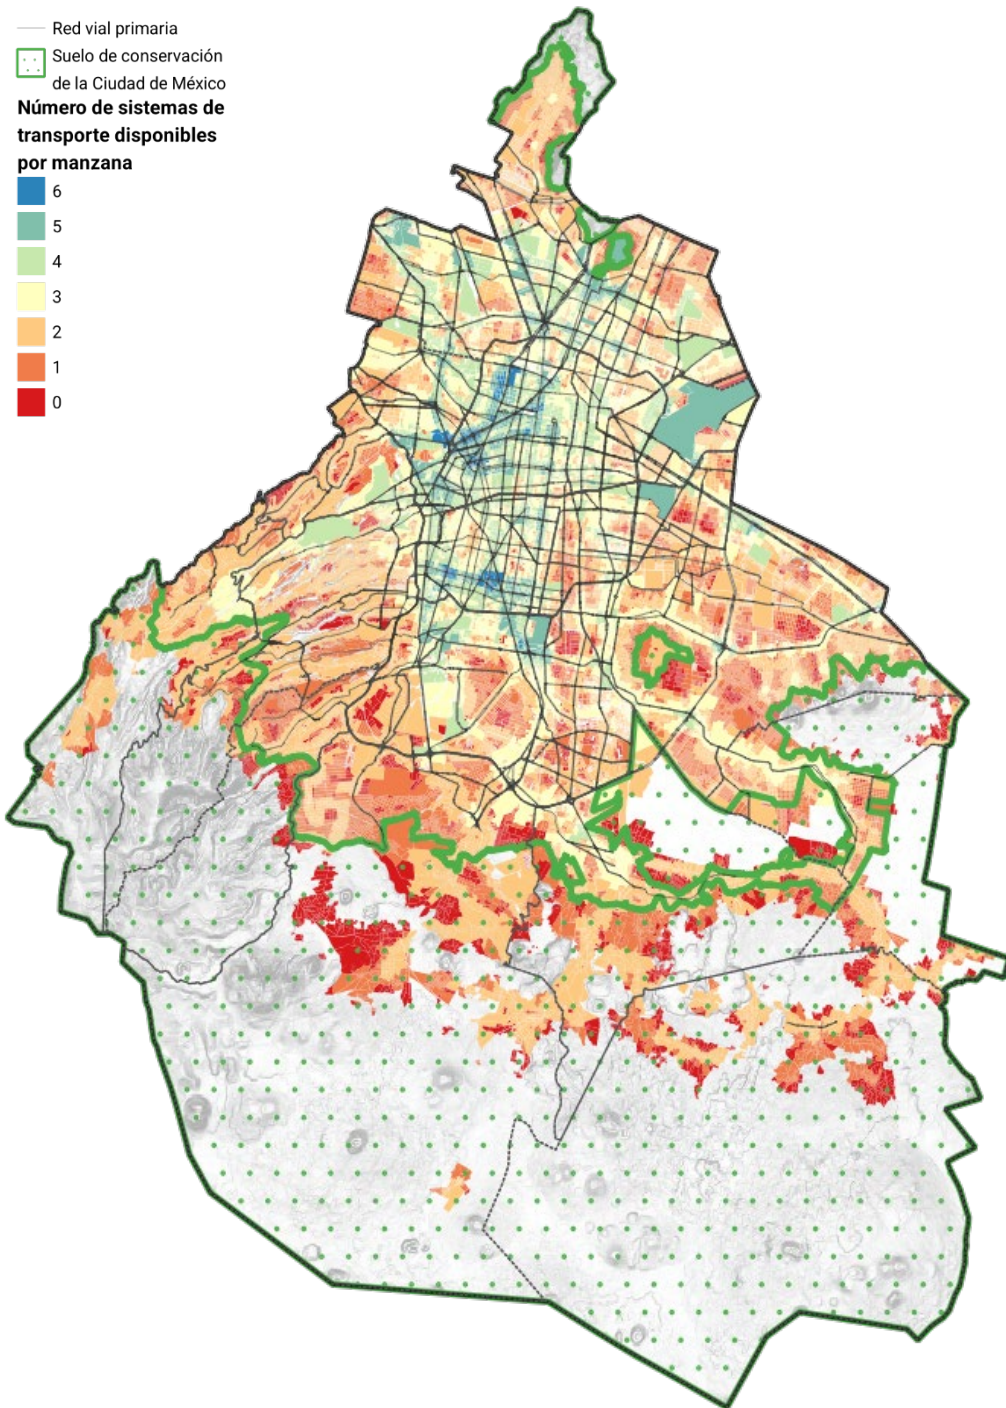 Red vial primaria
Suelo de conservación
de la Ciudad de México
Número de sistemas de
transporte disponibles
por manzana
6
5
4
3
2
1
0